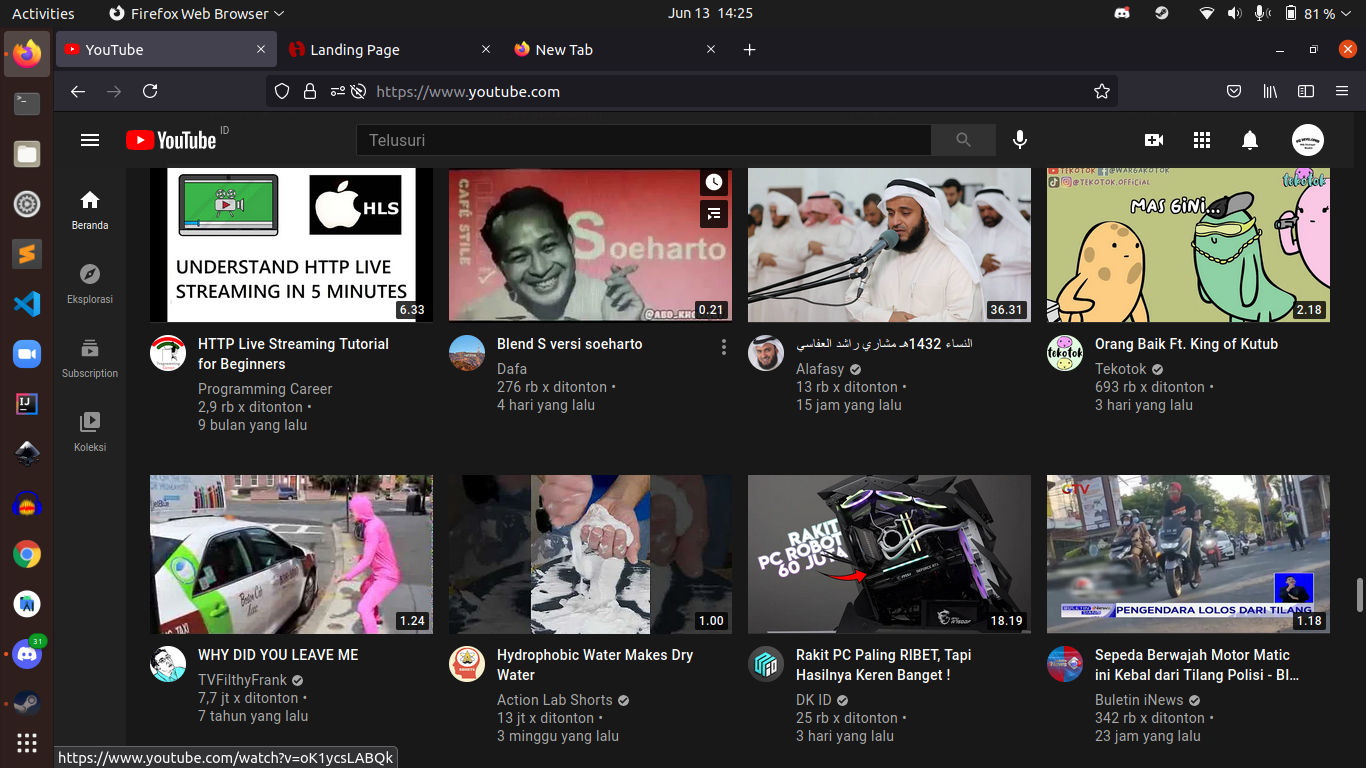 Activities
Firefox Web Browser
Jun 13 14:25
81 %
YouTube
Landing Page
New Tab
https://www.youtube.com
YouTube ID
Telusuri
Beranda
Eksplorasi
Subscription
Koleksi
HLS
UNDERSTAND HTTP LIVE
STREAMING IN 5 MINUTES
6.33
CAFÉ STILE
Soeharto
0.21
36.31
@WARGAKOTOK
@TEKOTOK.OFFICIAL
tekotok
MAS GINI...
2.18
HTTP Live Streaming Tutorial
for Beginners
Programming Career
2,9 rb x ditonton •
9 bulan yang lalu
Blend S versi soeharto
Dafa
276 rb x ditonton •
4 hari yang lalu
النساء 1432هـ مشاري راشد العفاسي
Alafasy
13 rb x ditonton •
15 jam yang lalu
tekotok
Orang Baik Ft. King of Kutub
Tekotok
693 rb x ditonton •
3 hari yang lalu
TAXI
1.24
1.00
RAKIT
PC ROBOT
60 JUTA
18.19
GTV
BULETIN iNEWS
SIANG
PENGENDARA LOLOS DARI TILANG
1.18
WHY DID YOU LEAVE ME
TVFilthyFrank
7,7 jt x ditonton •
7 tahun yang lalu
Hydrophobic Water Makes Dry
Water
Action Lab Shorts
13 jt x ditonton •
3 minggu yang lalu
Rakit PC Paling RIBET, Tapi
Hasilnya Keren Banget !
DK ID
25 rb x ditonton •
3 hari yang lalu
Sepeda Berwajah Motor Matic
ini Kebal dari Tilang Polisi - BI...
Buletin iNews
342 rb x ditonton •
23 jam yang lalu
31
https://www.youtube.com/watch?v=oK1ycsLABQk